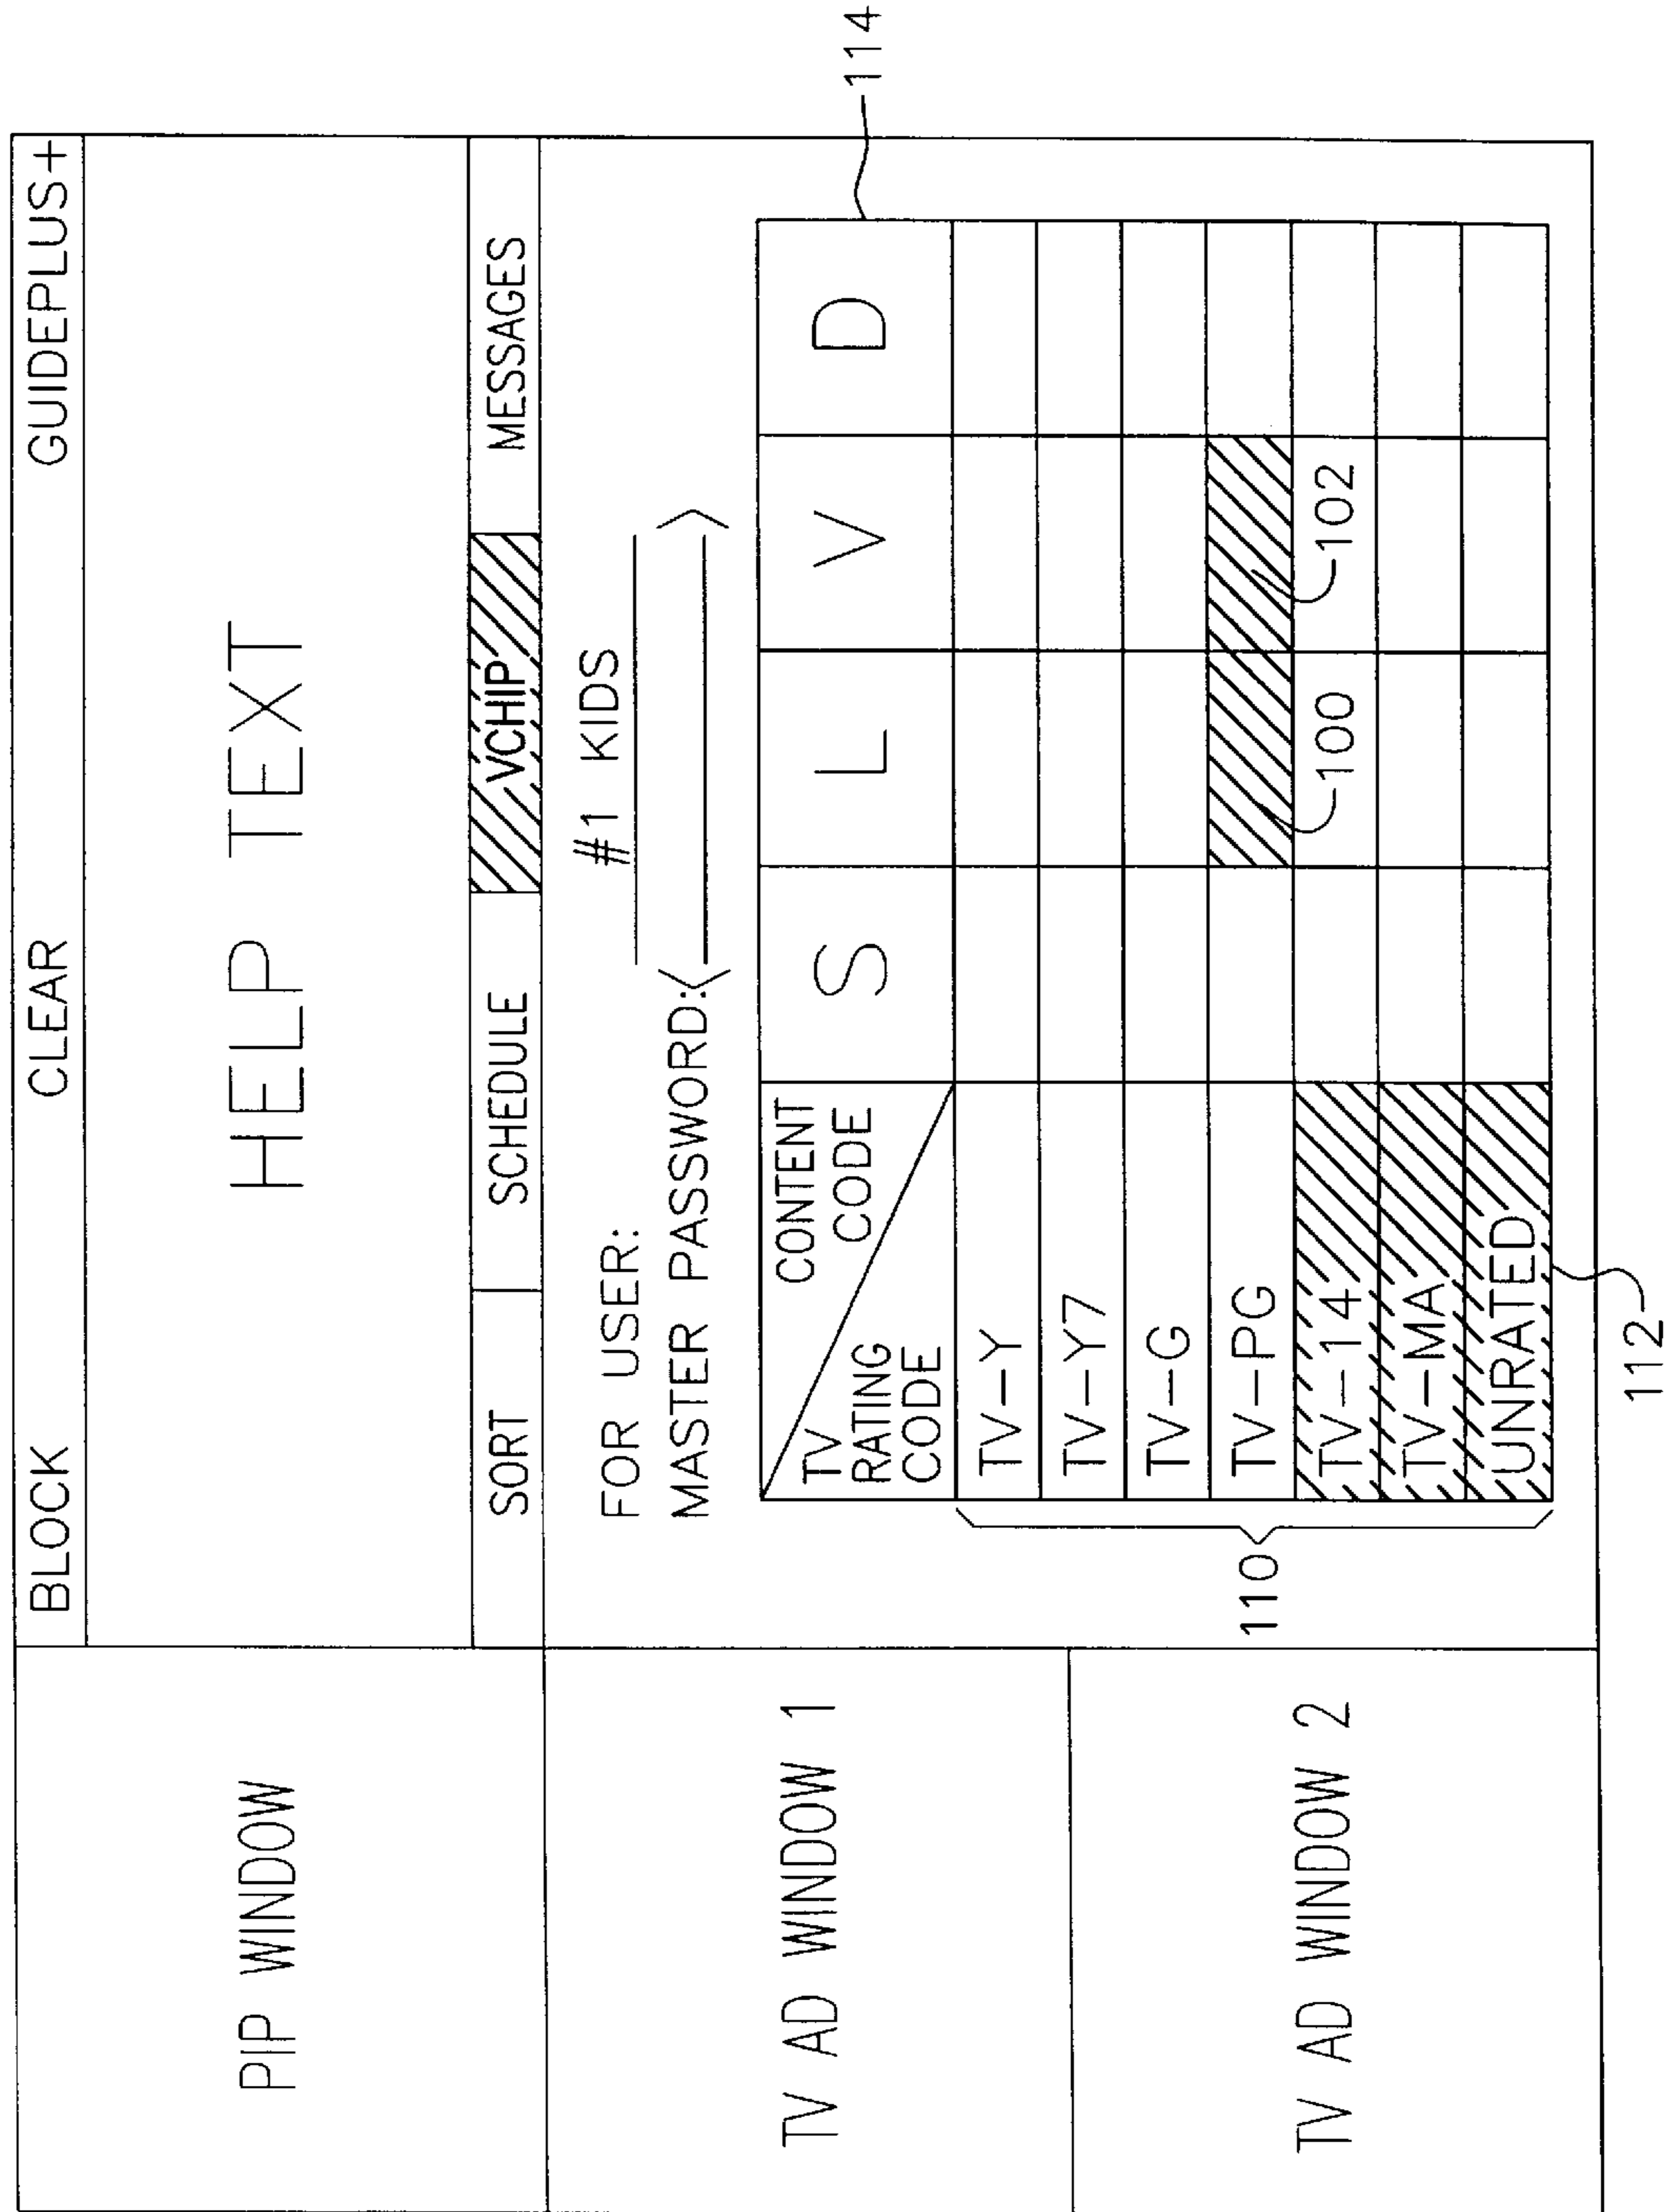 BLOCK CLEAR GUIDEPLUS+
PIP WINDOW
HELP TEXT
SORT SCHEDULE VCHIP MESSAGES
TV AD WINDOW 1
FOR USER: #1 KIDS
MASTER PASSWORD:< >
TV RATING CODE
CONTENT CODE
S L V D
TV-Y
TV-Y7
TV-G
TV-PG
TV-14
TV-MA
UNRATED
TV AD WINDOW 2
100
102
110
112
114